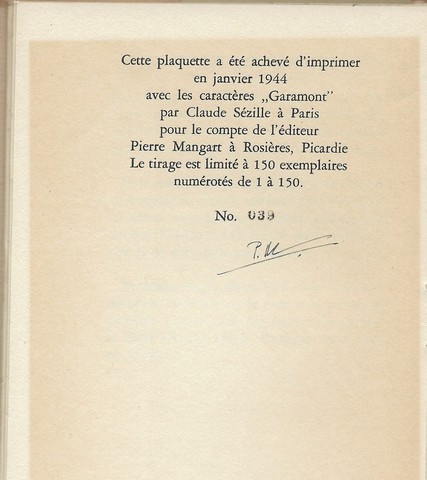 Cette plaquette a été achevé d'imprimer
en janvier 1944
avec les caractères „Garamont”
par Claude Sézille à Paris
pour le compte de l'éditeur
Pierre Mangart à Rosières, Picardie
Le tirage est limité à 150 exemplaires
numérotés de 1 à 150.
No. 039